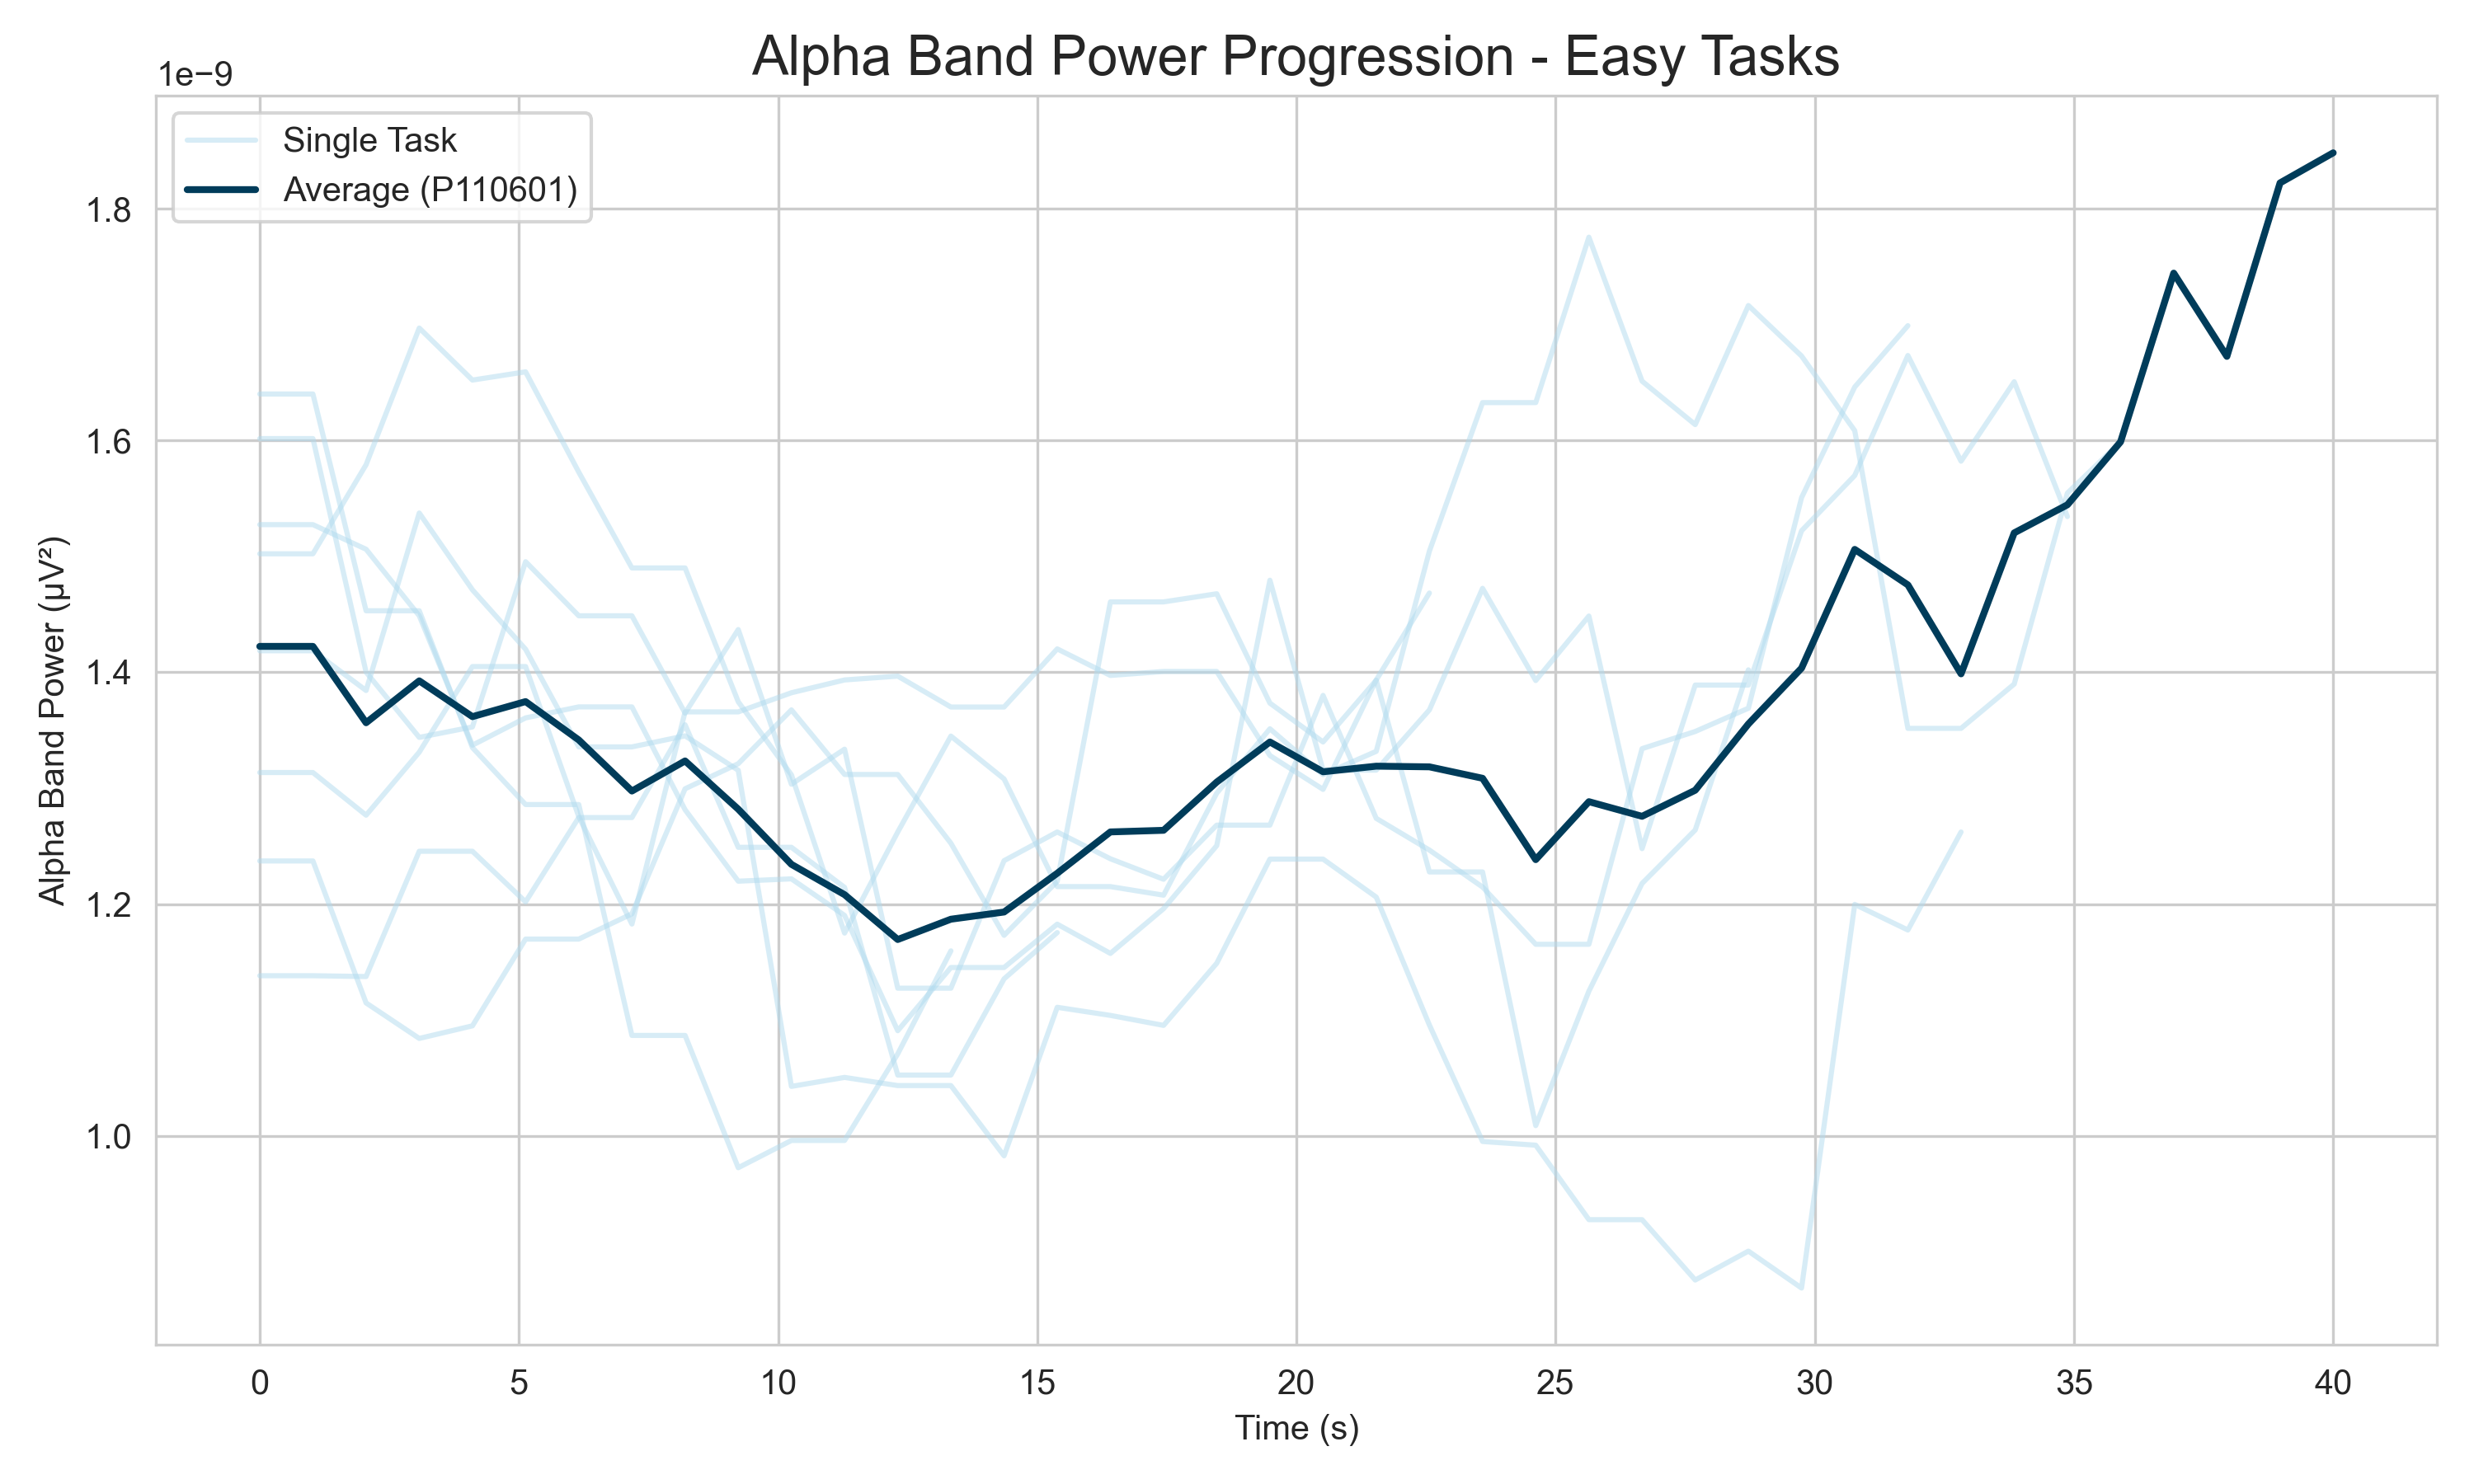 Alpha Band Power Progression - Easy Tasks
1e−9
Single Task
Average (P110601)
1.8
1.6
1.4
1.2
1.0
Alpha Band Power (µV²)
0 5 10 15 20 25 30 35 40
Time (s)